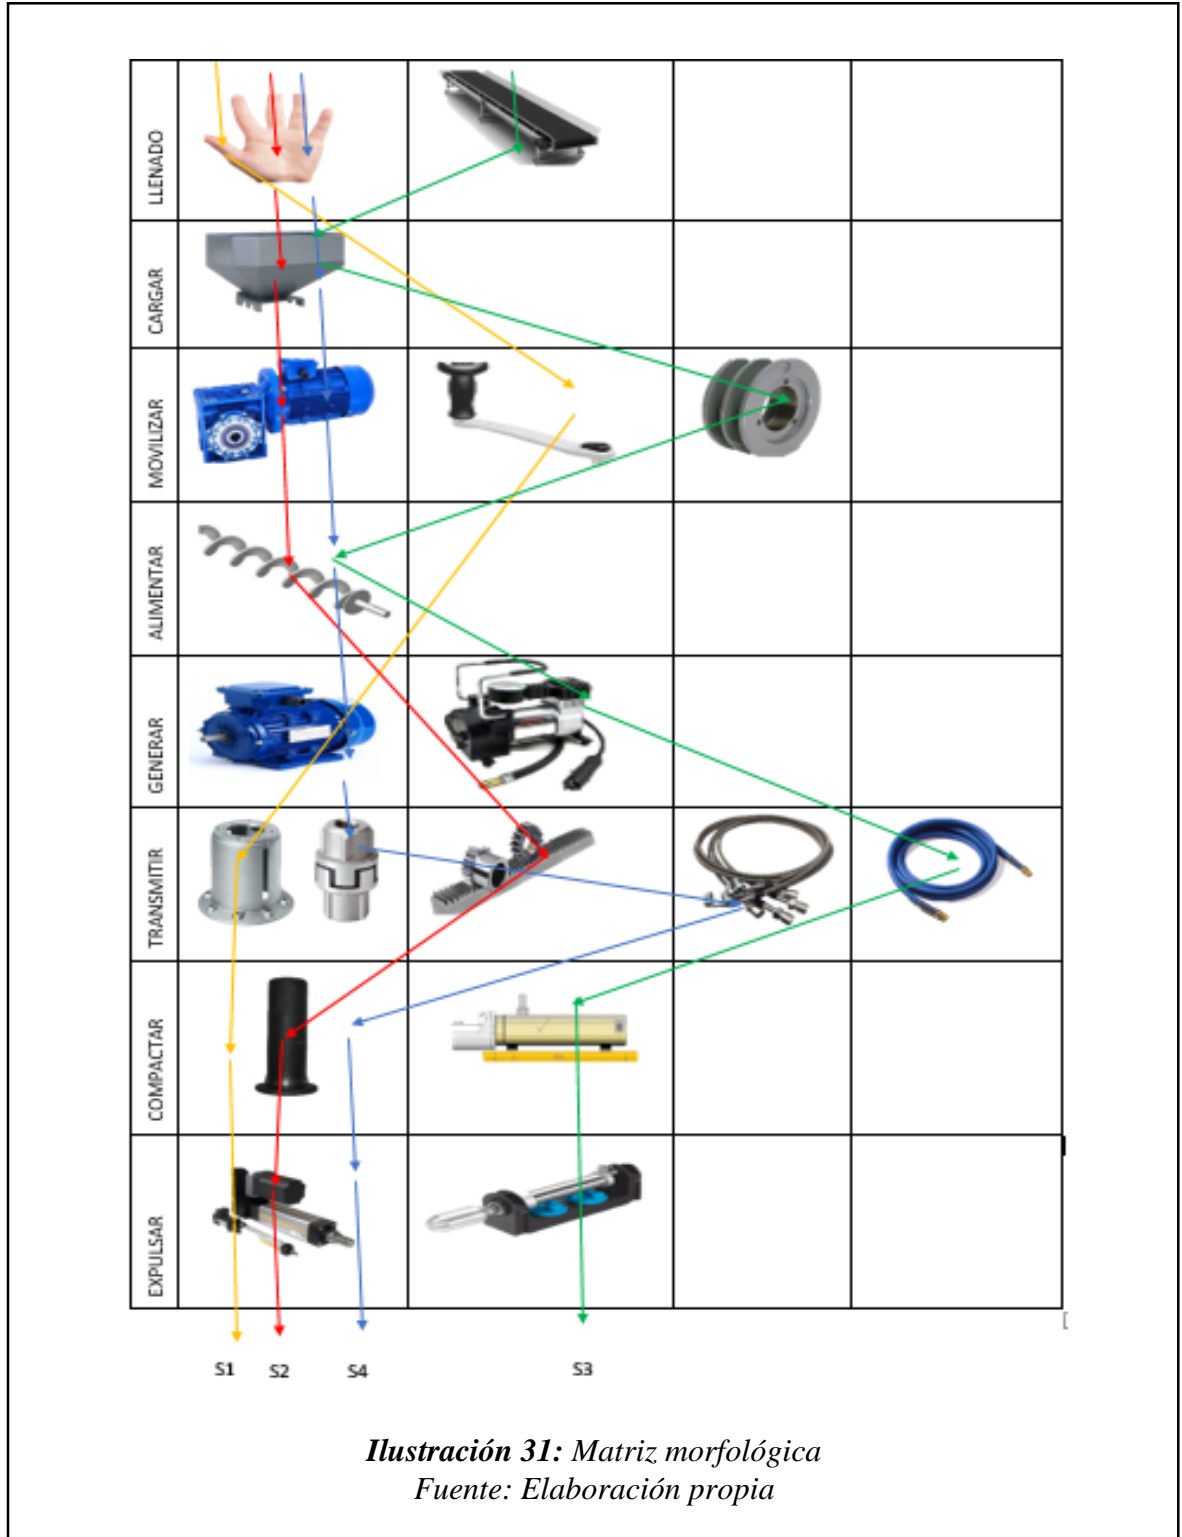 LLENADO
CARGAR
MOVILIZAR
ALIMENTAR
GENERAR
TRANSMITIR
COMPACTAR
EXPULSAR
S1
S2
S4
S3
Ilustración 31: Matriz morfológica
Fuente: Elaboración propia